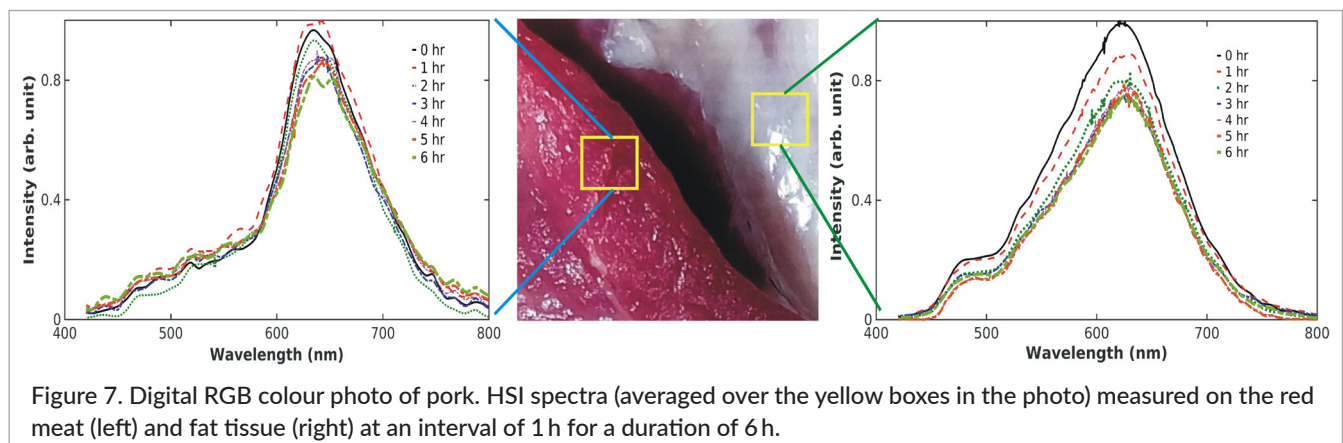 Intensity (arb. unit)
0.8
0.4
0
400
500
600
700
800
Wavelength (nm)
0 hr
1 hr
2 hr
3 hr
4 hr
5 hr
6 hr
Intensity (arb. unit)
0.8
0.4
0
400
500
600
700
800
Wavelength (nm)
0 hr
1 hr
2 hr
3 hr
4 hr
5 hr
6 hr
Figure 7. Digital RGB colour photo of pork. HSI spectra (averaged over the yellow boxes in the photo) measured on the red
meat (left) and fat tissue (right) at an interval of 1 h for a duration of 6 h.